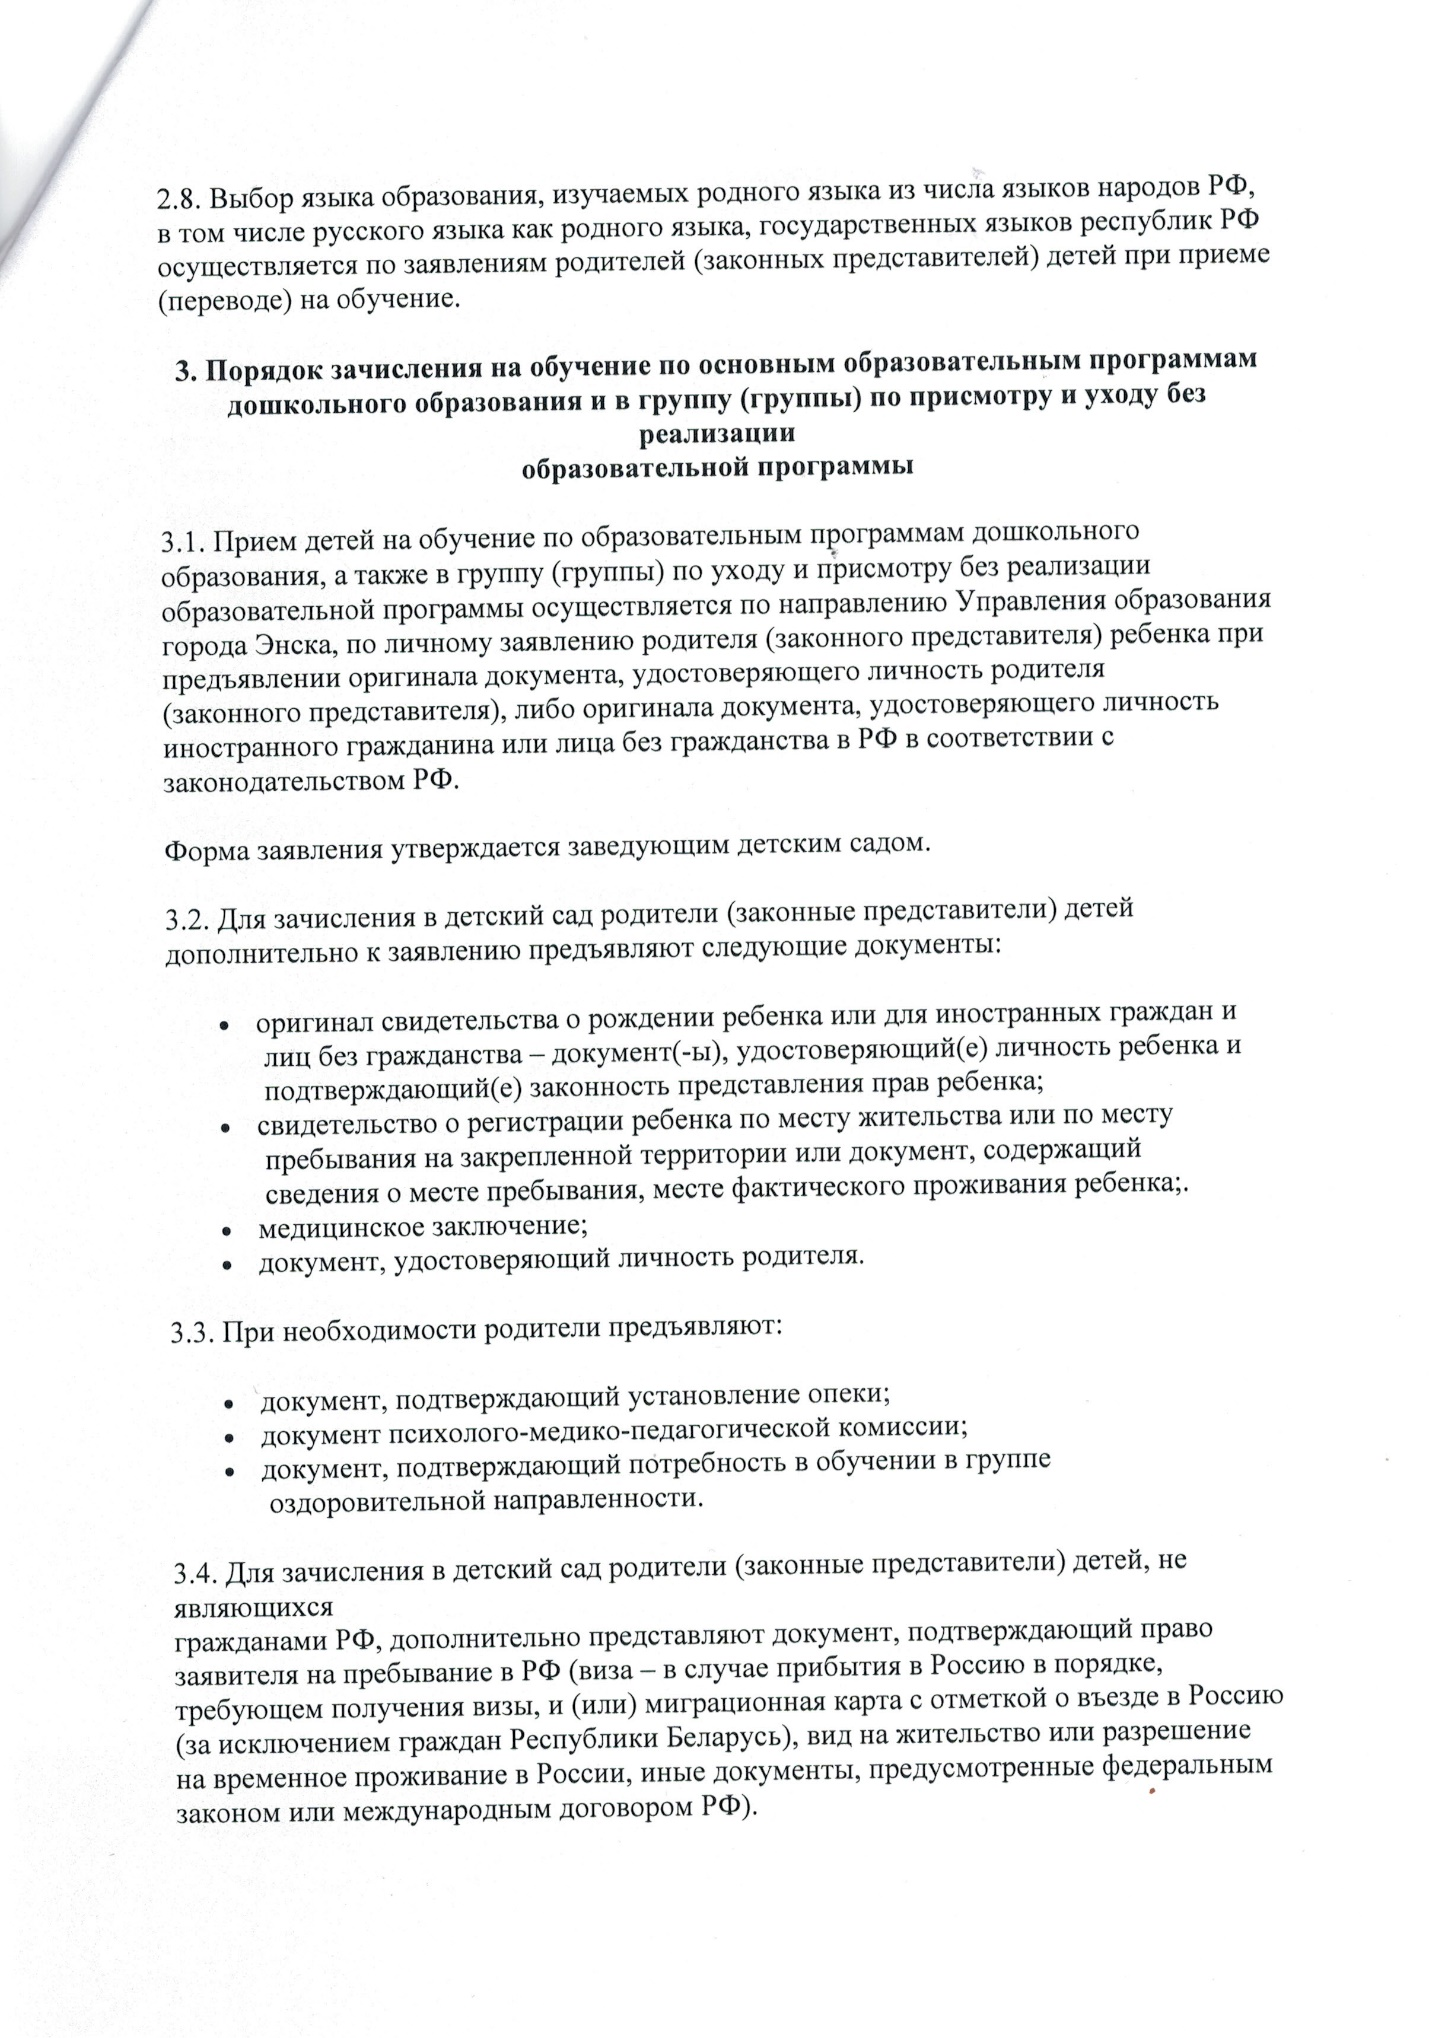 2.8. Выбор языка образования, изучаемых родного языка из числа языков народов РФ,
в том числе русского языка как родного языка, государственных языков республик РФ
осуществляется по заявлениям родителей (законных представителей) детей при приеме
(переводе) на обучение.
3. Порядок зачисления на обучение по основным образовательным программам
дошкольного образования и в группу (группы) по присмотру и уходу без
реализации
образовательной программы
3.1. Прием детей на обучение по образовательным программам дошкольного
образования, а также в группу (группы) по уходу и присмотру без реализации
образовательной программы осуществляется по направлению Управления образования
города Энска, по личному заявлению родителя (законного представителя) ребенка при
предъявлении оригинала документа, удостоверяющего личность родителя
(законного представителя), либо оригинала документа, удостоверяющего личность
иностранного гражданина или лица без гражданства в РФ в соответствии с
законодательством РФ.
Форма заявления утверждается заведующим детским садом.
3.2. Для зачисления в детский сад родители (законные представители) детей
дополнительно к заявлению предъявляют следующие документы:
• оригинал свидетельства о рождении ребенка или для иностранных граждан и
лиц без гражданства – документ(-ы), удостоверяющий(е) личность ребенка и
подтверждающий(е) законность представления прав ребенка;
• свидетельство о регистрации ребенка по месту жительства или по месту
пребывания на закрепленной территории или документ, содержащий
сведения о месте пребывания, месте фактического проживания ребенка;.
• медицинское заключение;
• документ, удостоверяющий личность родителя.
3.3. При необходимости родители предъявляют:
• документ, подтверждающий установление опеки;
• документ психолого-медико-педагогической комиссии;
• документ, подтверждающий потребность в обучении в группе
оздоровительной направленности.
3.4. Для зачисления в детский сад родители (законные представители) детей, не
являющихся
гражданами РФ, дополнительно представляют документ, подтверждающий право
заявителя на пребывание в РФ (виза – в случае прибытия в Россию в порядке,
требующем получения визы, и (или) миграционная карта с отметкой о въезде в Россию
(за исключением граждан Республики Беларусь), вид на жительство или разрешение
на временное проживание в России, иные документы, предусмотренные федеральным
законом или международным договором РФ).